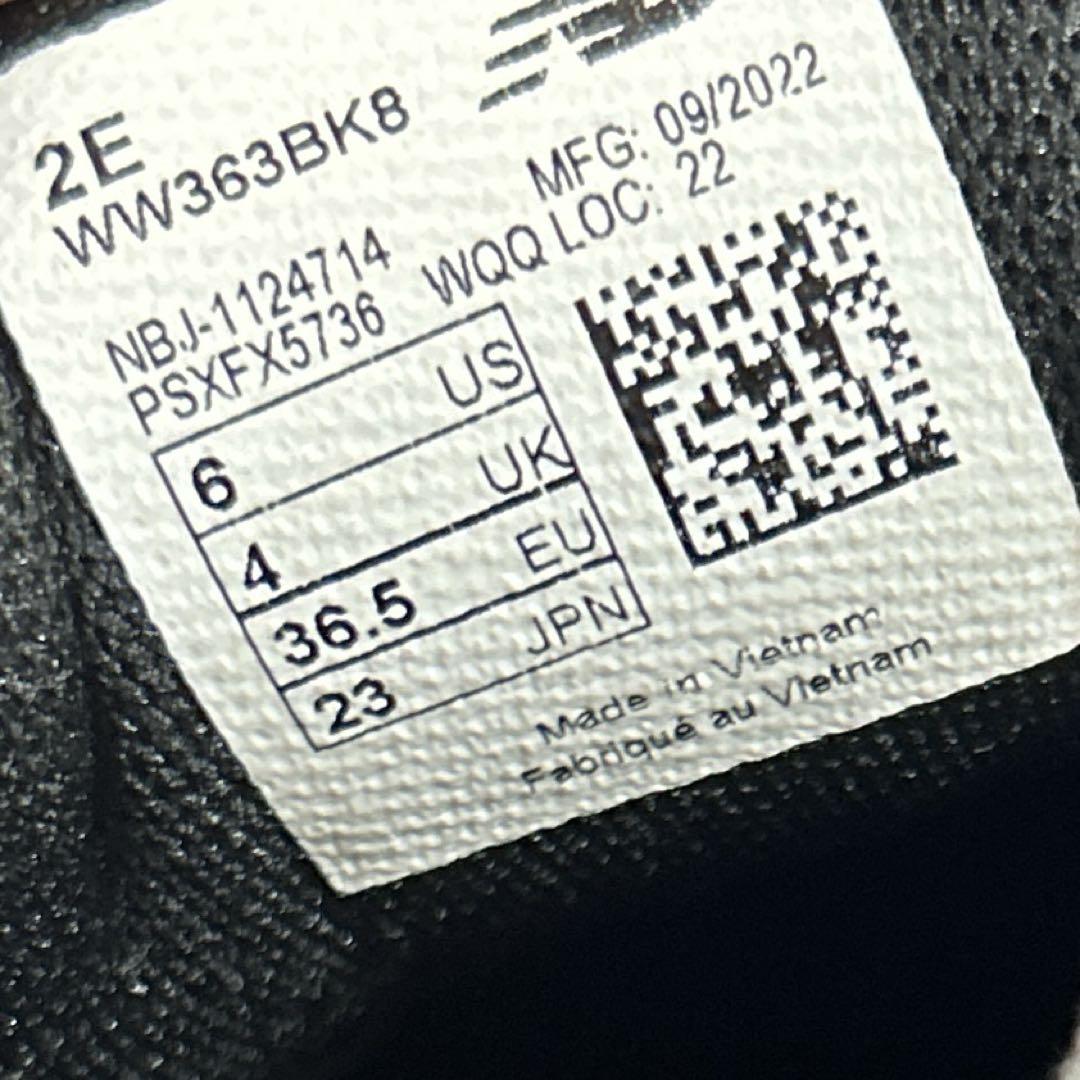 2E
WW363BK8
MFG: 09/2022
NBJ-1124714
WQQ LOC: 22
PSXFX5736
6 US
4 UK
36.5 EU
23 JPN
Made in Vietnam
Fabriqué au Vietnam